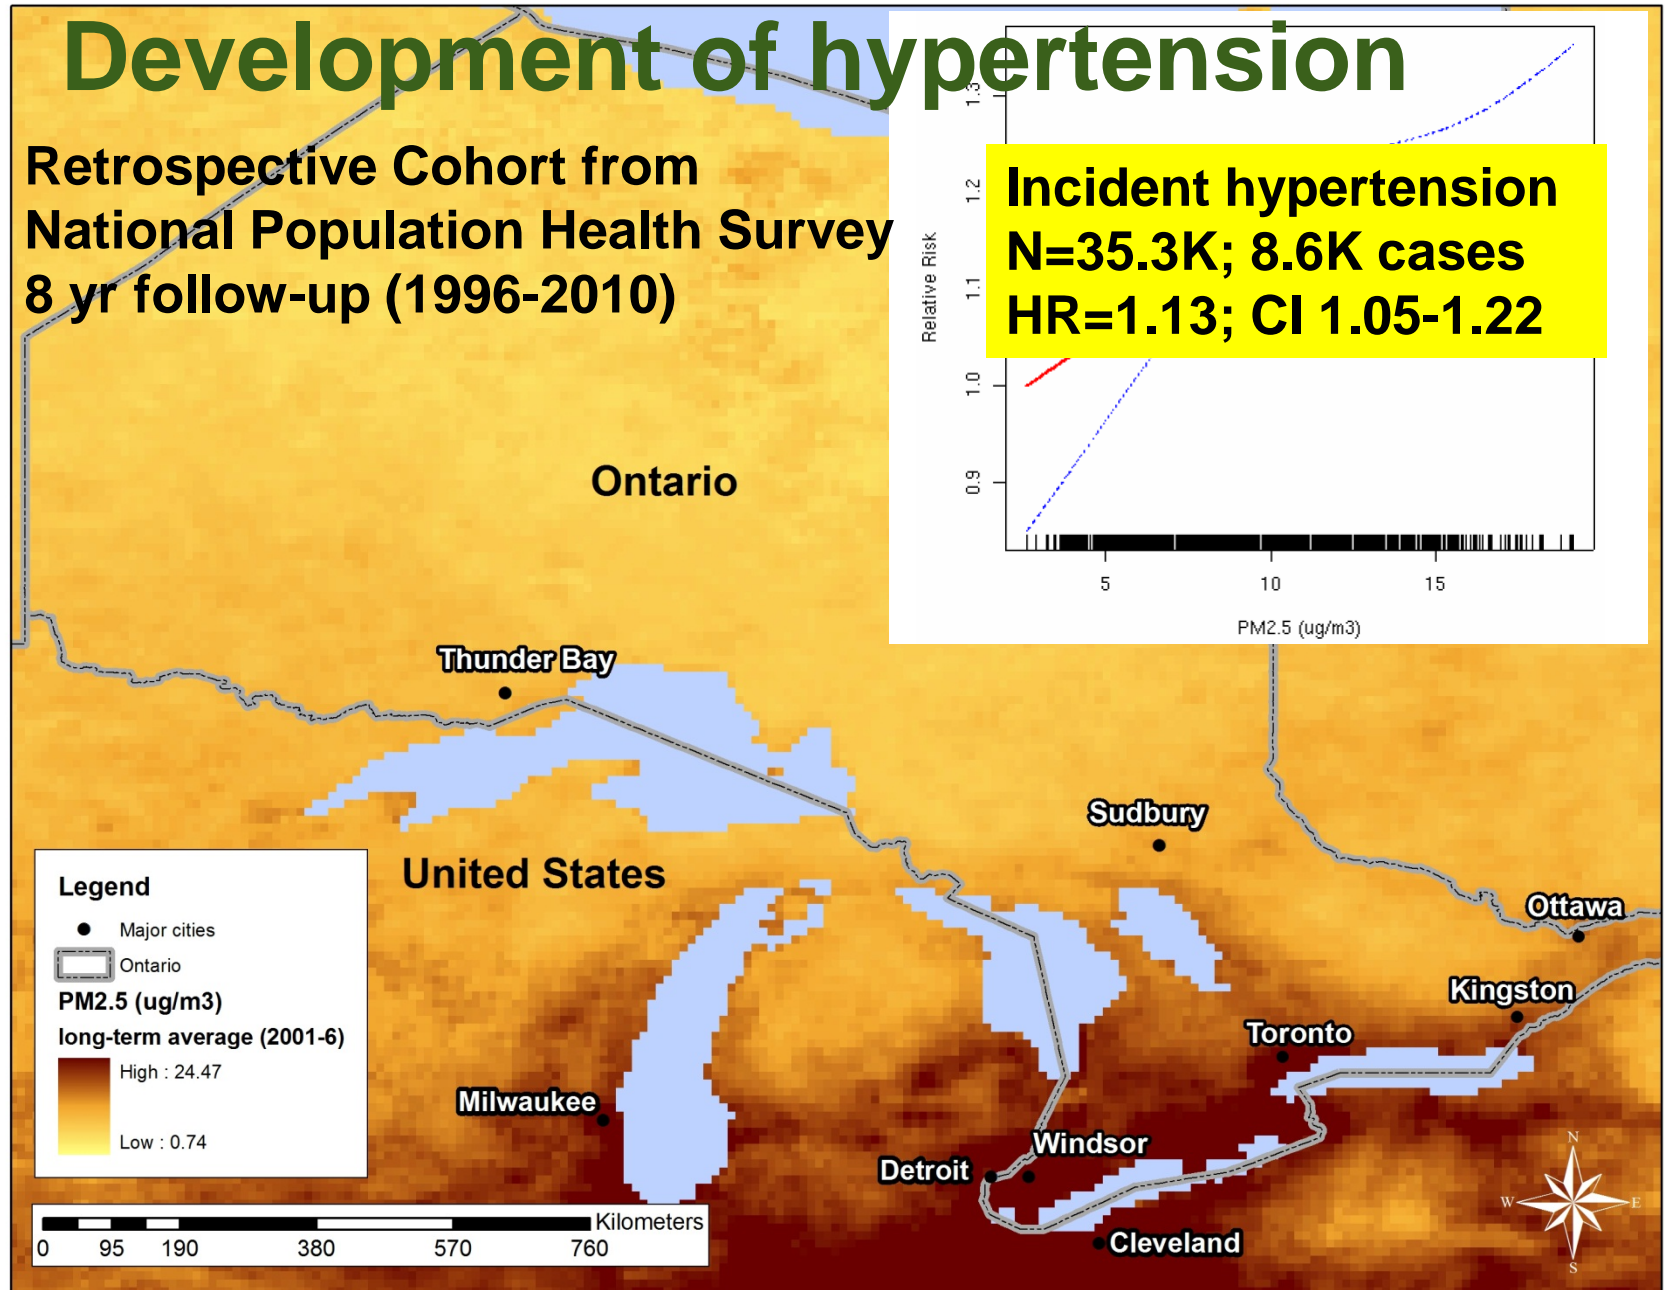 Development of hypertension
Retrospective Cohort from
National Population Health Survey
8 yr follow-up (1996-2010)
Incident hypertension
N=35.3K; 8.6K cases
HR=1.13; CI 1.05-1.22
Relative Risk
1.3
1.2
1.1
1.0
0.9
5 10 15
PM2.5 (ug/m3)
Ontario
Thunder Bay
Sudbury
United States
Ottawa
Kingston
Toronto
Milwaukee
Windsor
Detroit
Cleveland
Legend
Major cities
Ontario
PM2.5 (ug/m3)
long-term average (2001-6)
High : 24.47
Low : 0.74
Kilometers
0 95 190 380 570 760
N
W E
S